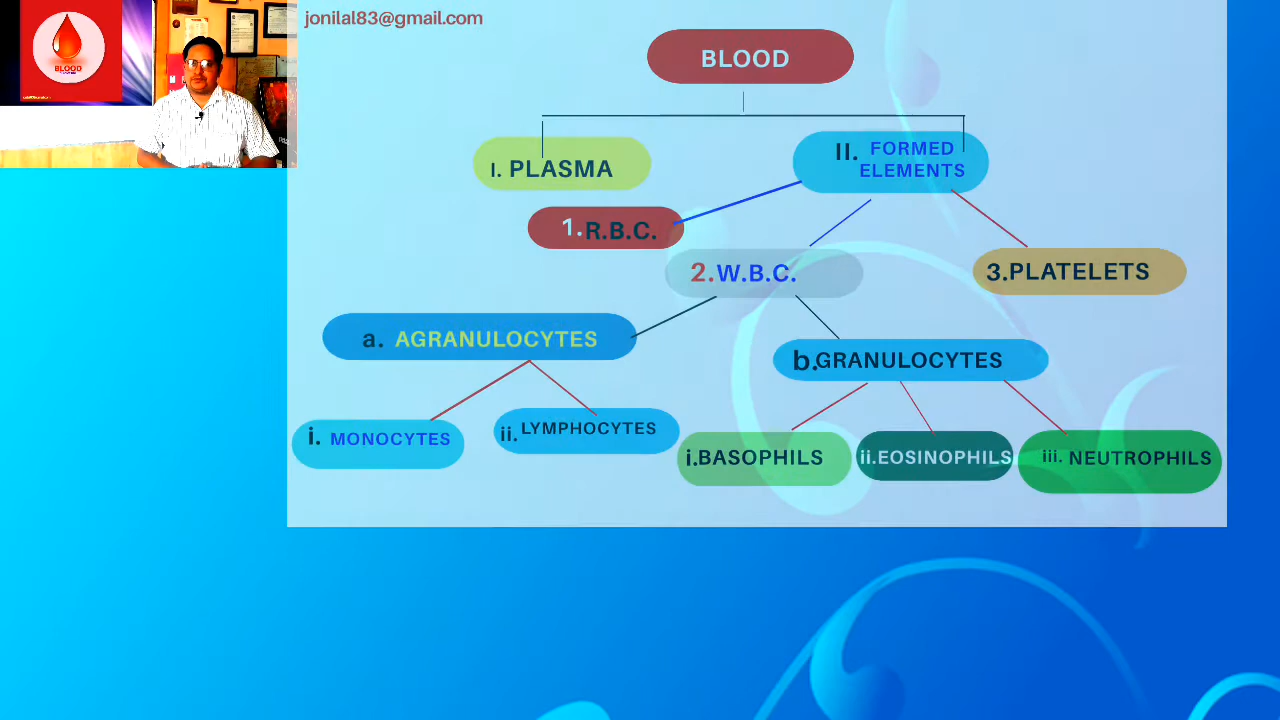 jonilal83@gmail.com
BLOOD
BLOOD
I. PLASMA
II. FORMED
ELEMENTS
1. R.B.C.
2. W.B.C.
3.PLATELETS
a. AGRANULOCYTES
b.GRANULOCYTES
i. MONOCYTES
ii. LYMPHOCYTES
i.BASOPHILS
ii.EOSINOPHILS
iii. NEUTROPHILS